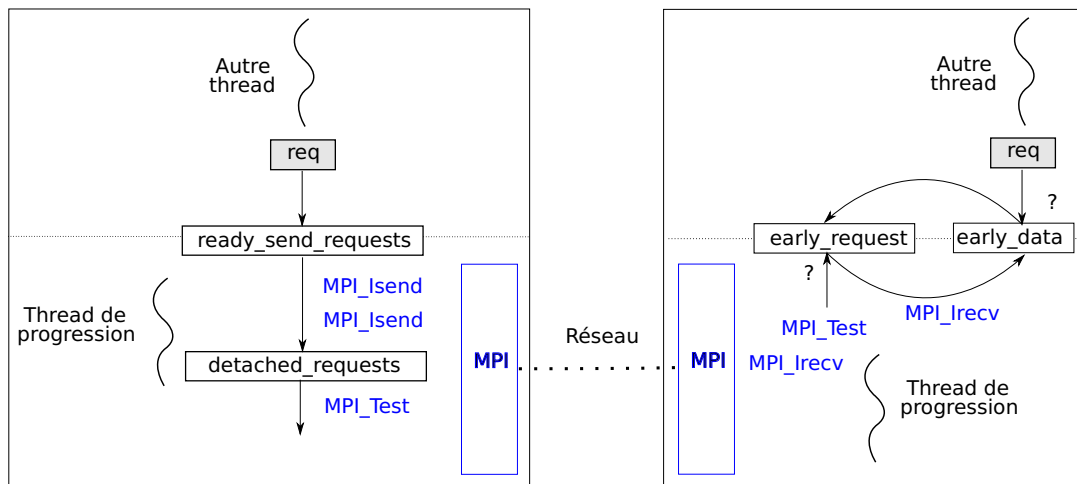 Autre
thread
req
ready_send_requests
MPI_Isend
MPI_Isend
Thread de
progression
detached_requests
MPI_Test
MPI
Réseau
MPI
Autre
thread
req
?
early_request
early_data
?
MPI_Test
MPI_Irecv
MPI_Irecv
Thread de
progression